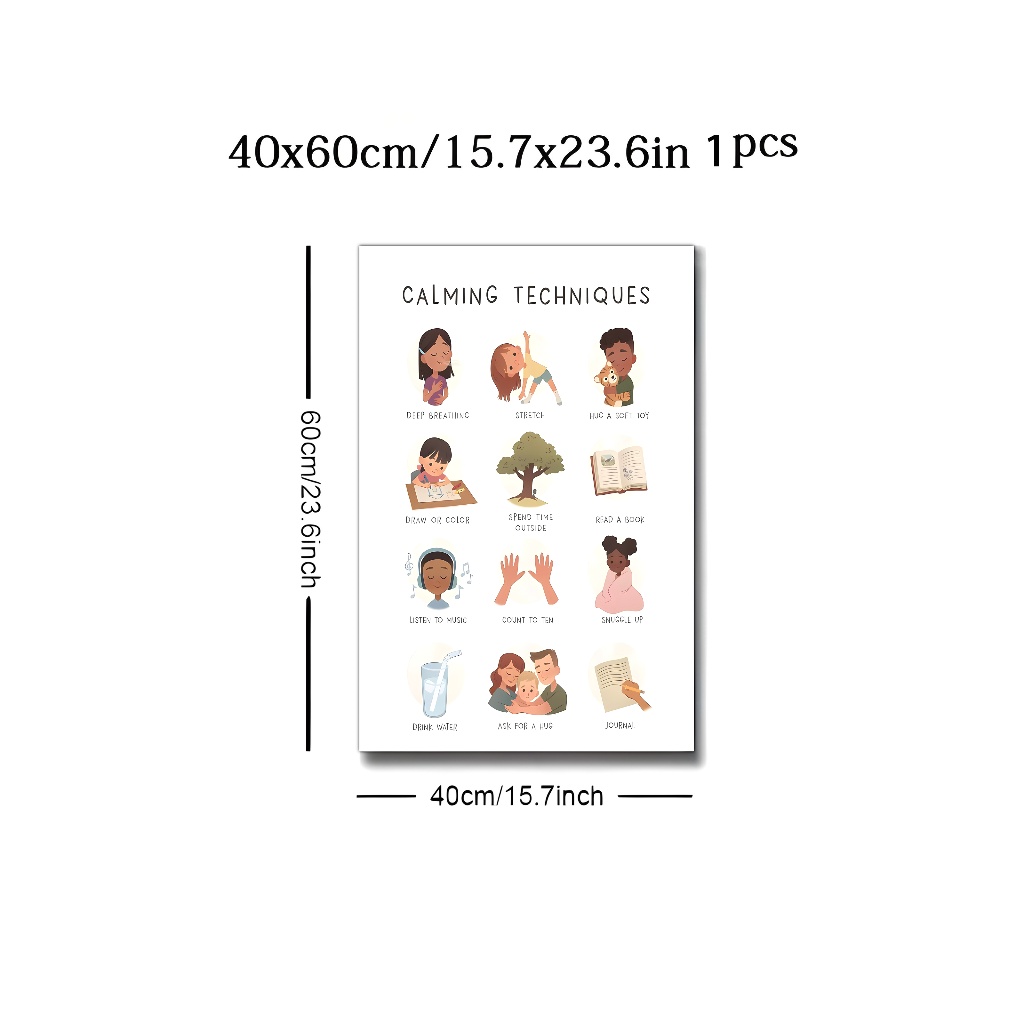 40x60cm/15.7x23.6in 1pcs
CALMING TECHNIQUES
DEEP BREATHING
STRETCH
HUG A SOFT TOY
DRAW OR COLOR
SPEND TIME
OUTSIDE
READ A BOOK
LISTEN TO MUSIC
COUNT TO TEN
SNUGGLE UP
DRINK WATER
ASK FOR A HUG
JOURNAL
60cm/23.6inch
40cm/15.7inch